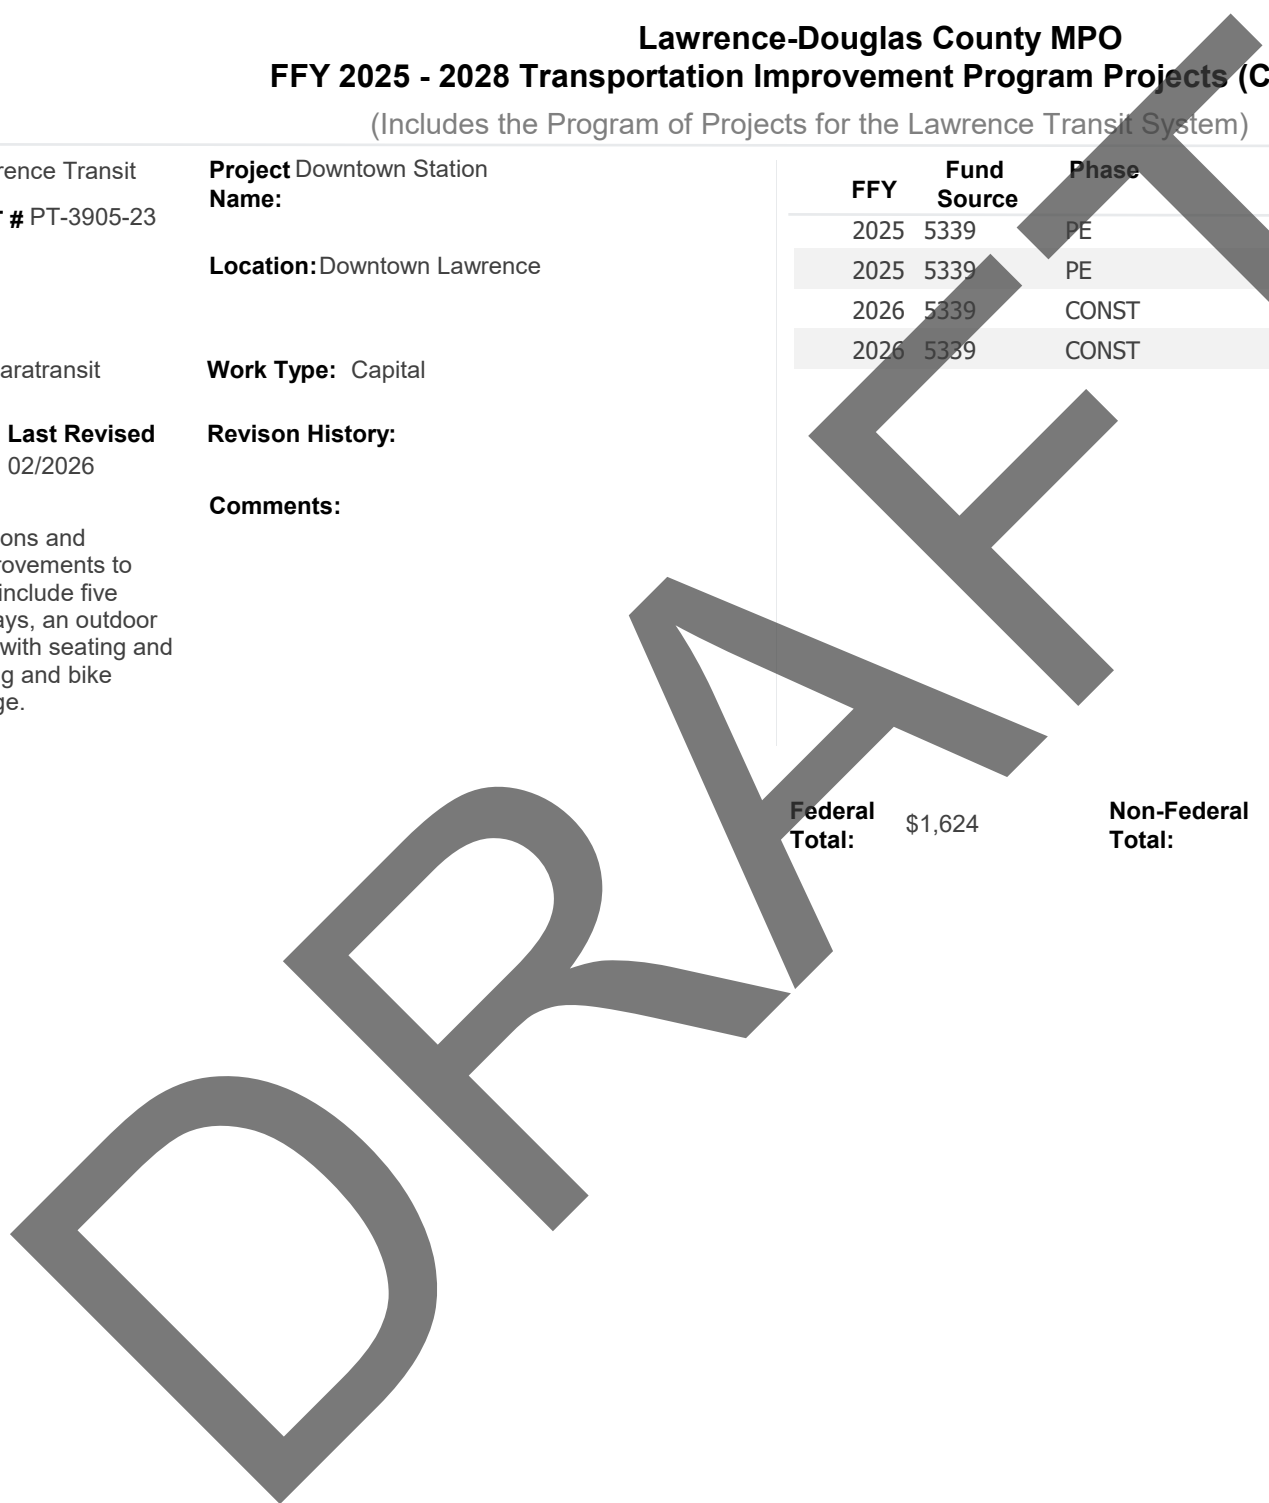 Lawrence-Douglas County MPO
FFY 2025 - 2028 Transportation Improvement Program Projects (C
(Includes the Program of Projects for the Lawrence Transit System)
rence Transit
# PT-3905-23
aratransit
Last Revised
02/2026
ons and
rovements to
include five
ays, an outdoor
with seating and
g and bike
ge.
Project Downtown Station
Name:
Location: Downtown Lawrence
Work Type: Capital
Revison History:
Comments:
FFY Fund Source Phase
2025 5339 PE
2025 5339 PE
2026 5339 CONST
2026 5339 CONST
Federal Total: $1,624 Non-Federal Total:
DRAFT